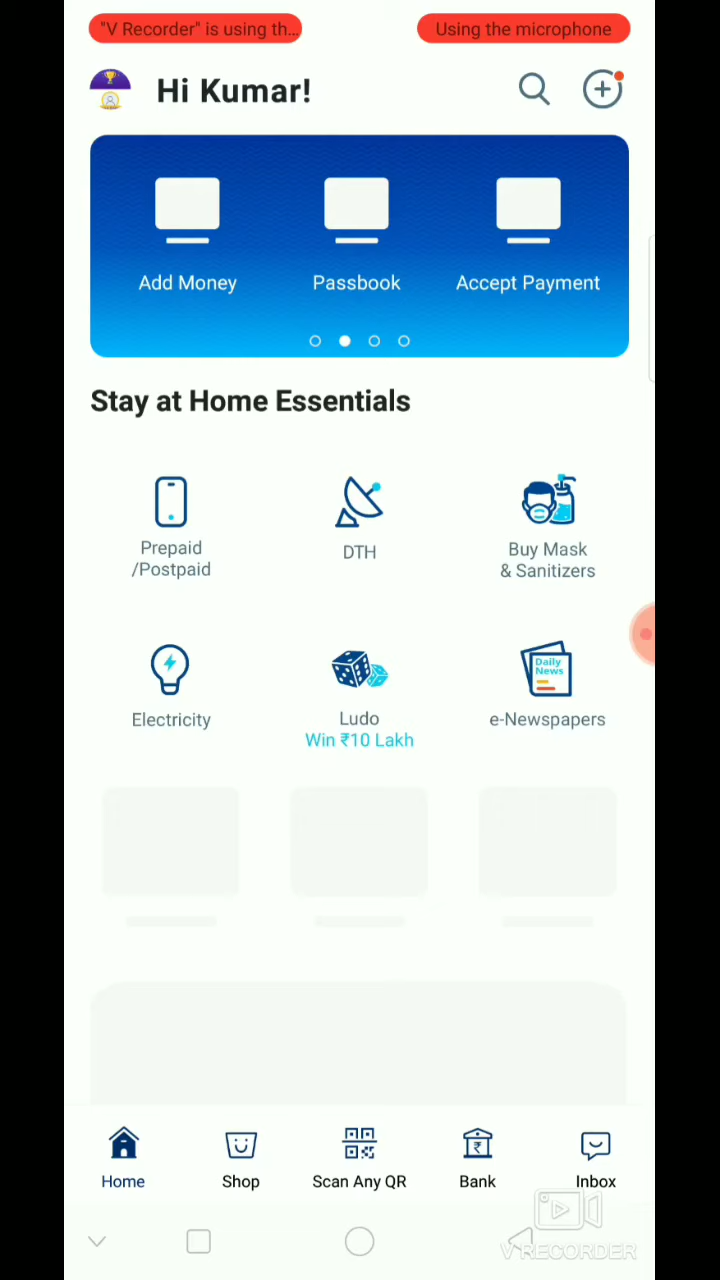 "V Recorder" is using th... Using the microphone
Hi Kumar!
Add Money Passbook Accept Payment
Stay at Home Essentials
Prepaid
/Postpaid
DTH
Buy Mask
& Sanitizers
Electricity
Ludo
Win ₹10 Lakh
e-Newspapers
Daily
News
Home Shop Scan Any QR Bank Inbox
V RECORDER